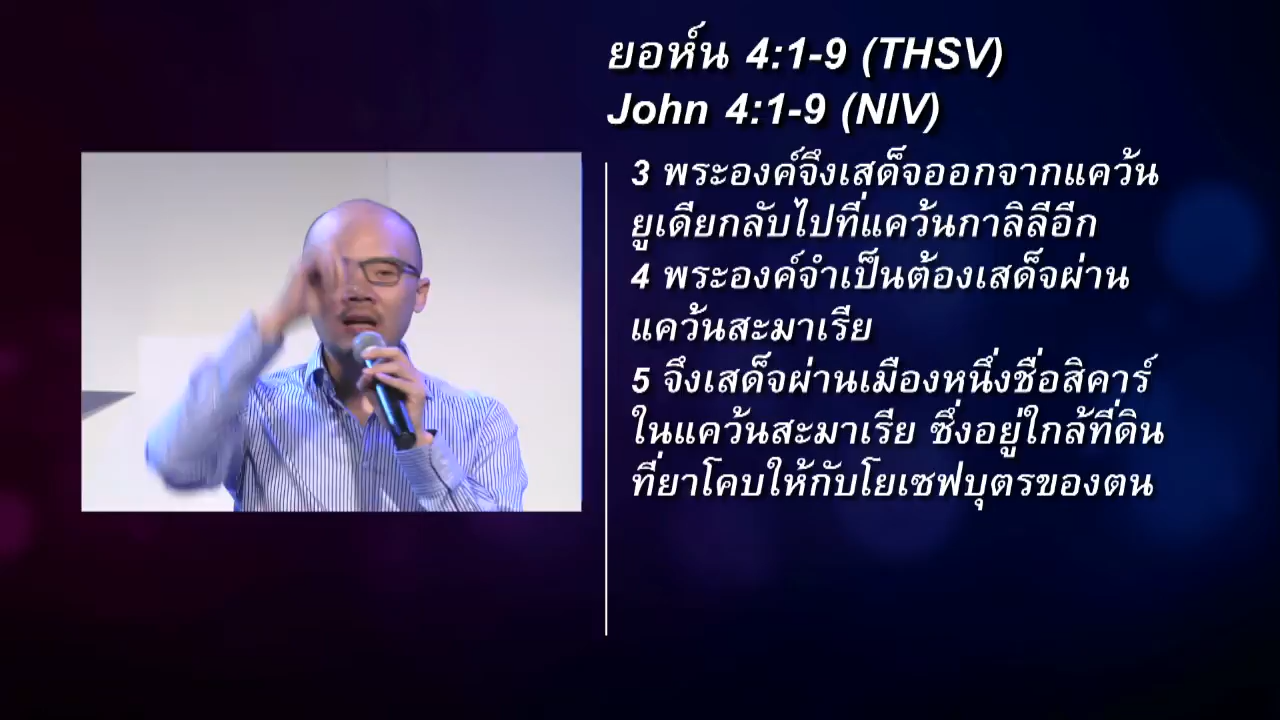 ยอห์น 4:1-9 (THSV)
John 4:1-9 (NIV)
3 พระองค์จึงเสด็จออกจากแคว้น
ยูเดียกลับไปที่แคว้นกาลิลีอีก
4 พระองค์จำเป็นต้องเสด็จผ่าน
แคว้นสะมาเรีย
5 จึงเสด็จผ่านเมืองหนึ่งชื่อสิคาร์
ในแคว้นสะมาเรีย ซึ่งอยู่ใกล้ที่ดิน
ที่ยาโคบให้กับโยเซฟบุตรของตน